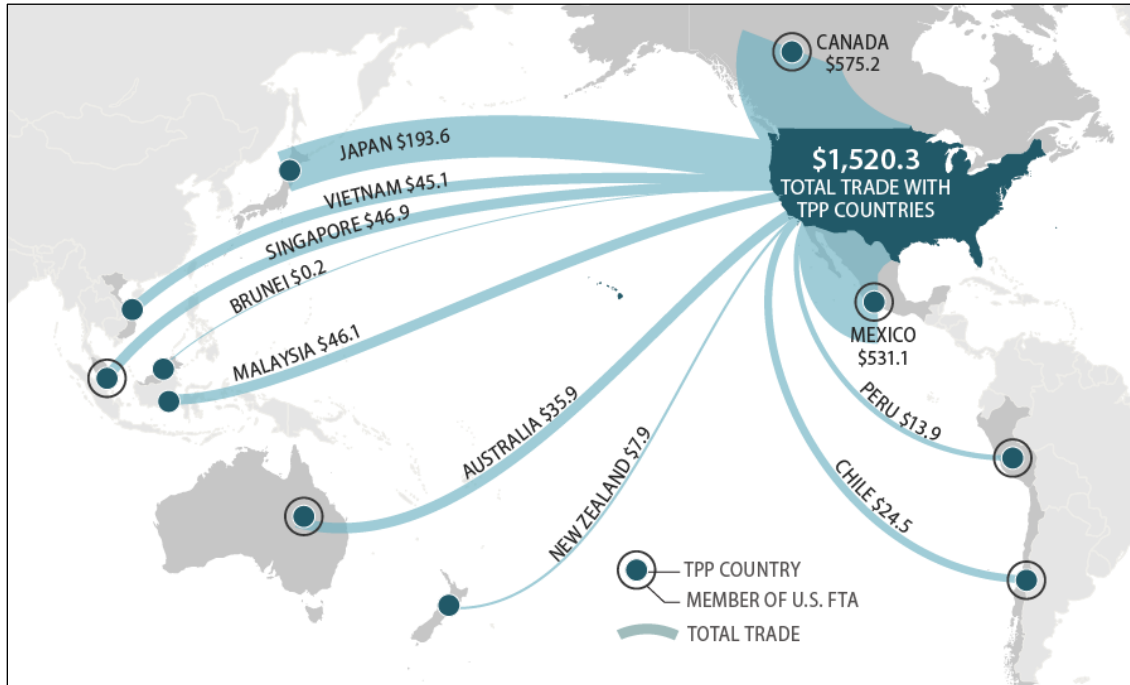 CANADA
$575.2
JAPAN $193.6
$1,520.3
TOTAL TRADE WITH
TPP COUNTRIES
VIETNAM $45.1
SINGAPORE $46.9
BRUNEI $0.2
MALAYSIA $46.1
MEXICO
$531.1
AUSTRALIA $35.9
PERU $13.9
NEW ZEALAND $7.9
CHILE $24.5
TPP COUNTRY
MEMBER OF U.S. FTA
TOTAL TRADE